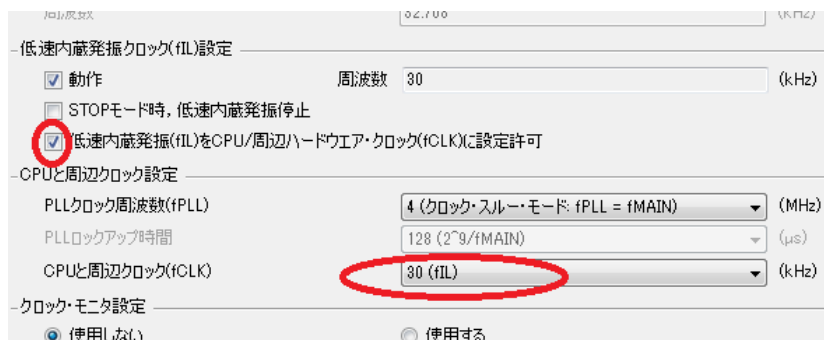 周波数 32.768 (kHz)
低速内蔵発振クロック(fIL)設定
動作 周波数 30 (kHz)
STOPモード時, 低速内蔵発振停止
低速内蔵発振(fIL)をCPU/周辺ハードウエア・クロック(fCLK)に設定許可
CPUと周辺クロック設定
PLLクロック周波数(fPLL) 4 (クロック・スルー・モード: fPLL = fMAIN) (MHz)
PLLロックアップ時間 128 (2^9/fMAIN) (μs)
CPUと周辺クロック(fCLK) 30 (fIL) (kHz)
クロック・モニタ設定
使用しない 使用する